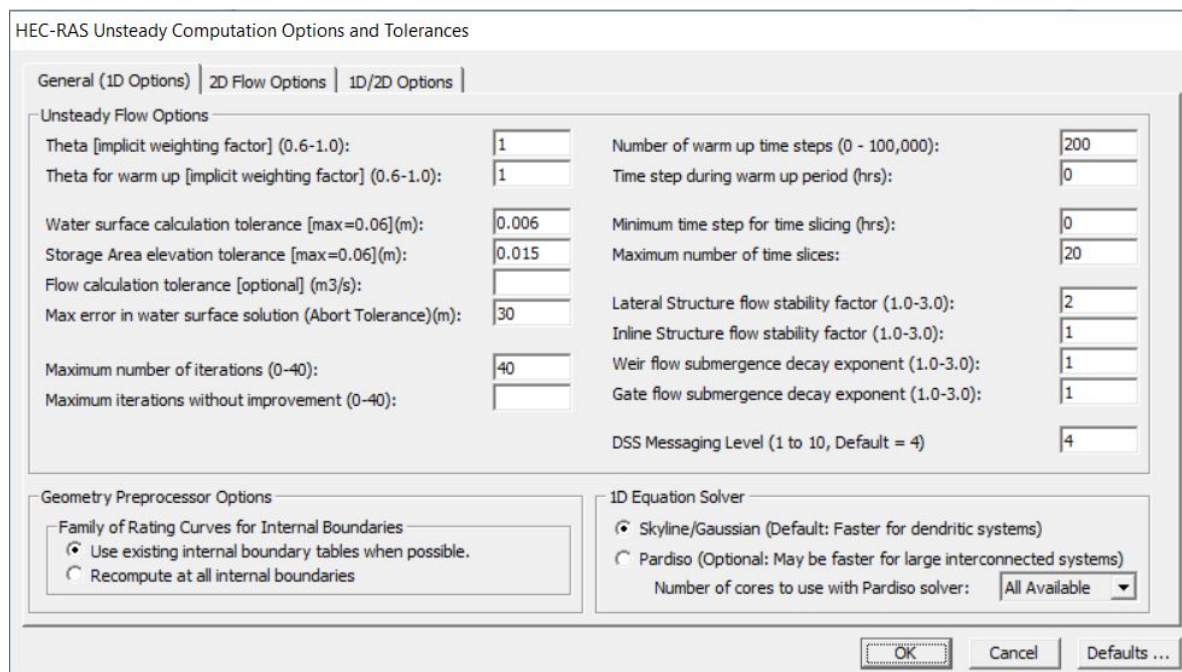 HEC-RAS Unsteady Computation Options and Tolerances
General (1D Options) 2D Flow Options 1D/2D Options
Unsteady Flow Options
Theta [implicit weighting factor] (0.6-1.0): 1
Theta for warm up [implicit weighting factor] (0.6-1.0): 1
Water surface calculation tolerance [max=0.06](m): 0.006
Storage Area elevation tolerance [max=0.06](m): 0.015
Flow calculation tolerance [optional] (m3/s):
Max error in water surface solution (Abort Tolerance)(m): 30
Maximum number of iterations (0-40): 40
Maximum iterations without improvement (0-40):
Number of warm up time steps (0 - 100,000): 200
Time step during warm up period (hrs): 0
Minimum time step for time slicing (hrs): 0
Maximum number of time slices: 20
Lateral Structure flow stability factor (1.0-3.0): 2
Inline Structure flow stability factor (1.0-3.0): 1
Weir flow submergence decay exponent (1.0-3.0): 1
Gate flow submergence decay exponent (1.0-3.0): 1
DSS Messaging Level (1 to 10, Default = 4) 4
Geometry Preprocessor Options
Family of Rating Curves for Internal Boundaries
Use existing internal boundary tables when possible.
Recompute at all internal boundaries
1D Equation Solver
Skyline/Gaussian (Default: Faster for dendritic systems)
Pardiso (Optional: May be faster for large interconnected systems)
Number of cores to use with Pardiso solver: All Available
OK Cancel Defaults ...